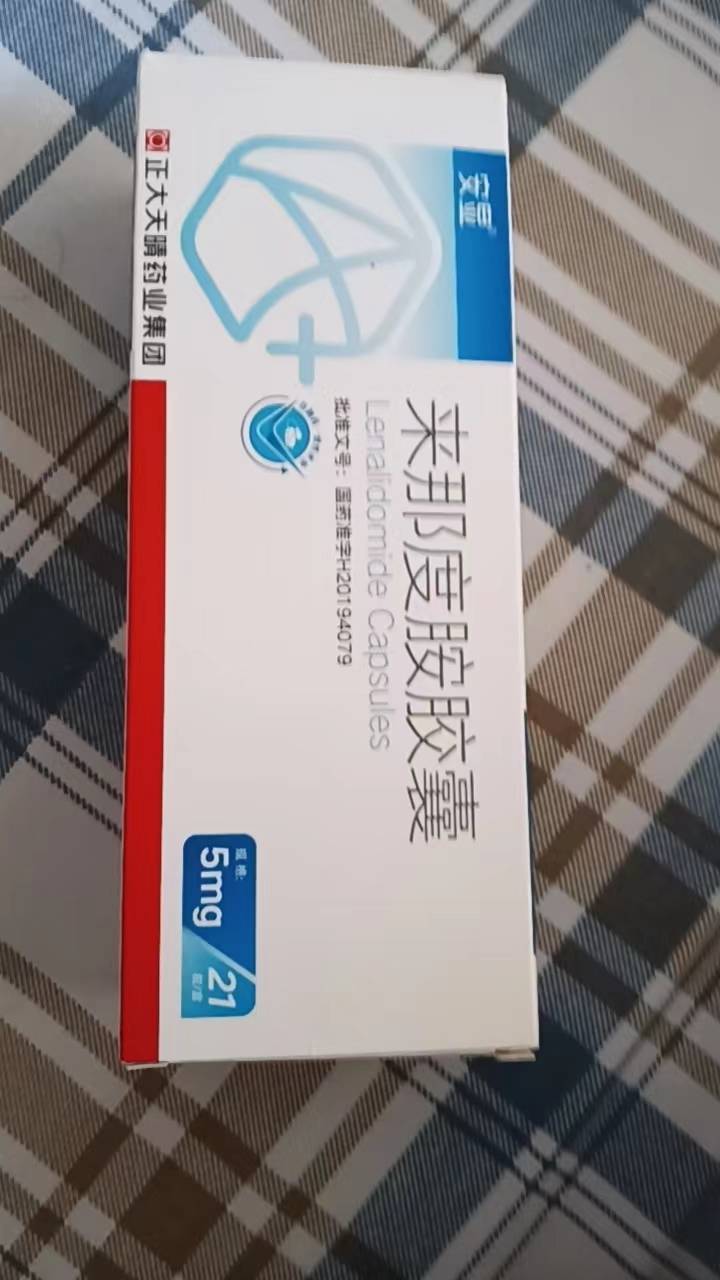 安显
来那度胺胶囊
Lenalidomide Capsules
批准文号：国药准字H20194079
规格：
5mg
21
粒/盒
正大天晴药业集团